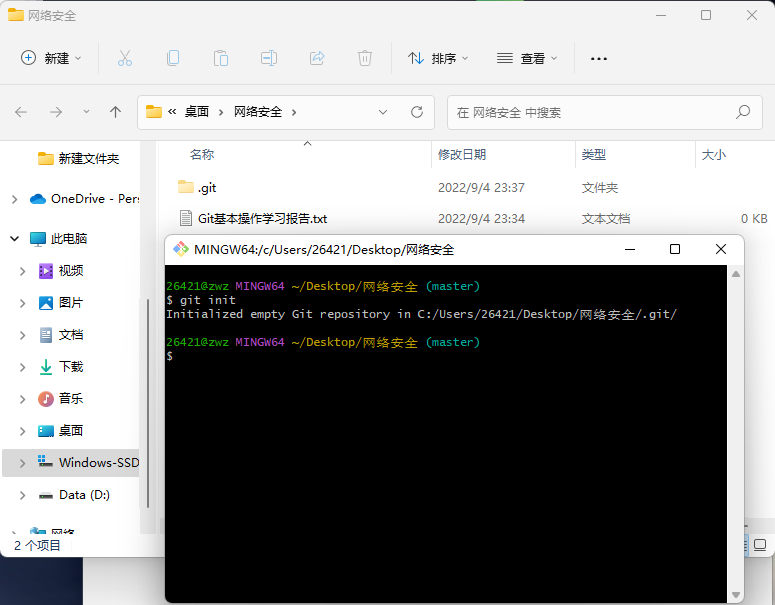 网络安全
新建 排序 查看 •••
« 桌面 › 网络安全 › 在 网络安全 中搜索
新建文件夹
OneDrive - Pers
此电脑
视频
图片
文档
下载
音乐
桌面
Windows-SSD
Data (D:)
网络
2 个项目
名称 修改日期 类型 大小
.git 2022/9/4 23:37 文件夹
Git基本操作学习报告.txt 2022/9/4 23:34 文本文档 0 KB
MINGW64:/c/Users/26421/Desktop/网络安全
26421@zwz MINGW64 ~/Desktop/网络安全 (master)
$ git init
Initialized empty Git repository in C:/Users/26421/Desktop/网络安全/.git/
26421@zwz MINGW64 ~/Desktop/网络安全 (master)
$